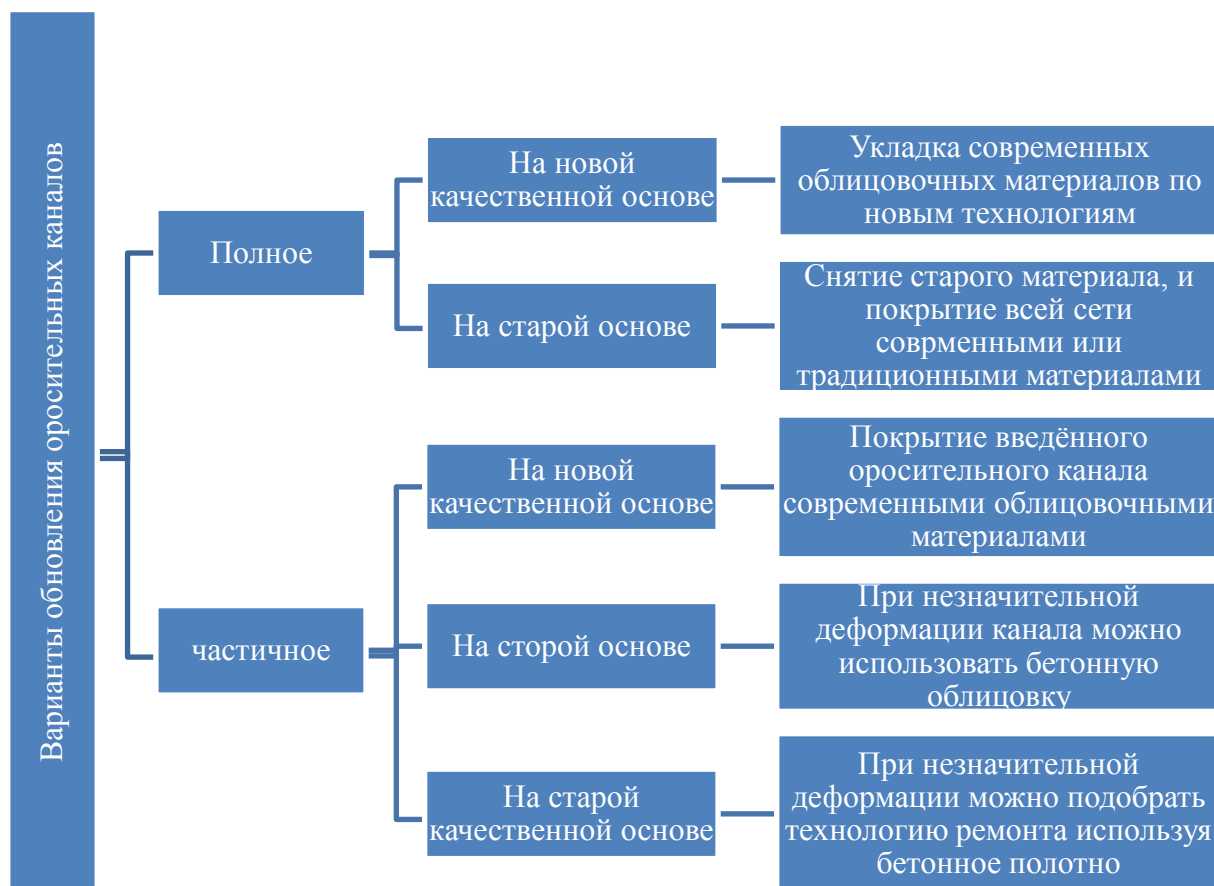 Варианты обновления оросительных каналов
Полное
На новой
качественной основе
Укладка современных
облицовочных материалов по
новым технологиям
На старой основе
Снятие старого материала, и
покрытие всей сети
соврменными или
традиционными материалами
частичное
На новой
качественной основе
Покрытие введённого
оросительного канала
современными облицовочными
материалами
На сторой основе
При незначительной
деформации канала можно
использовать бетонную
облицовку
На старой
качественной основе
При незначительной
деформации можно подобрать
технологию ремонта используя
бетонное полотно